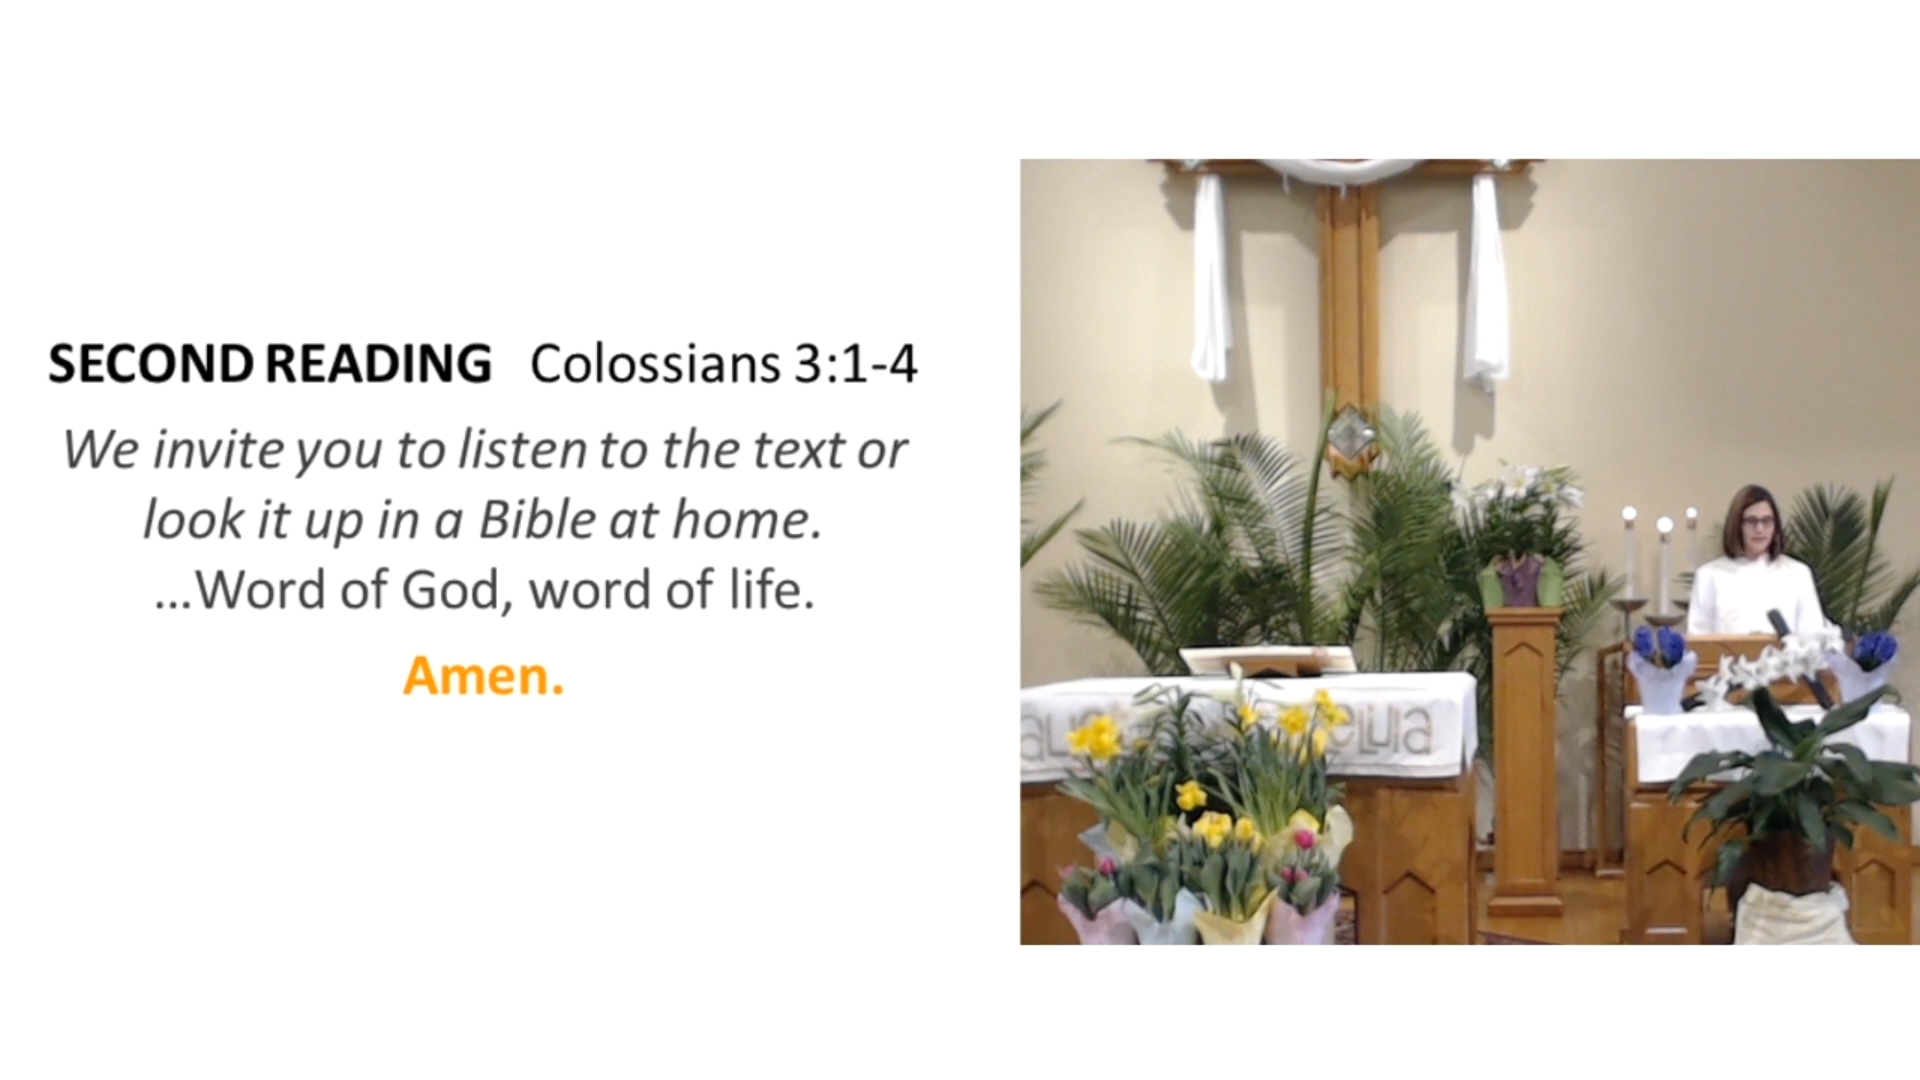 SECOND READING Colossians 3:1-4
We invite you to listen to the text or
look it up in a Bible at home.
...Word of God, word of life.
Amen.